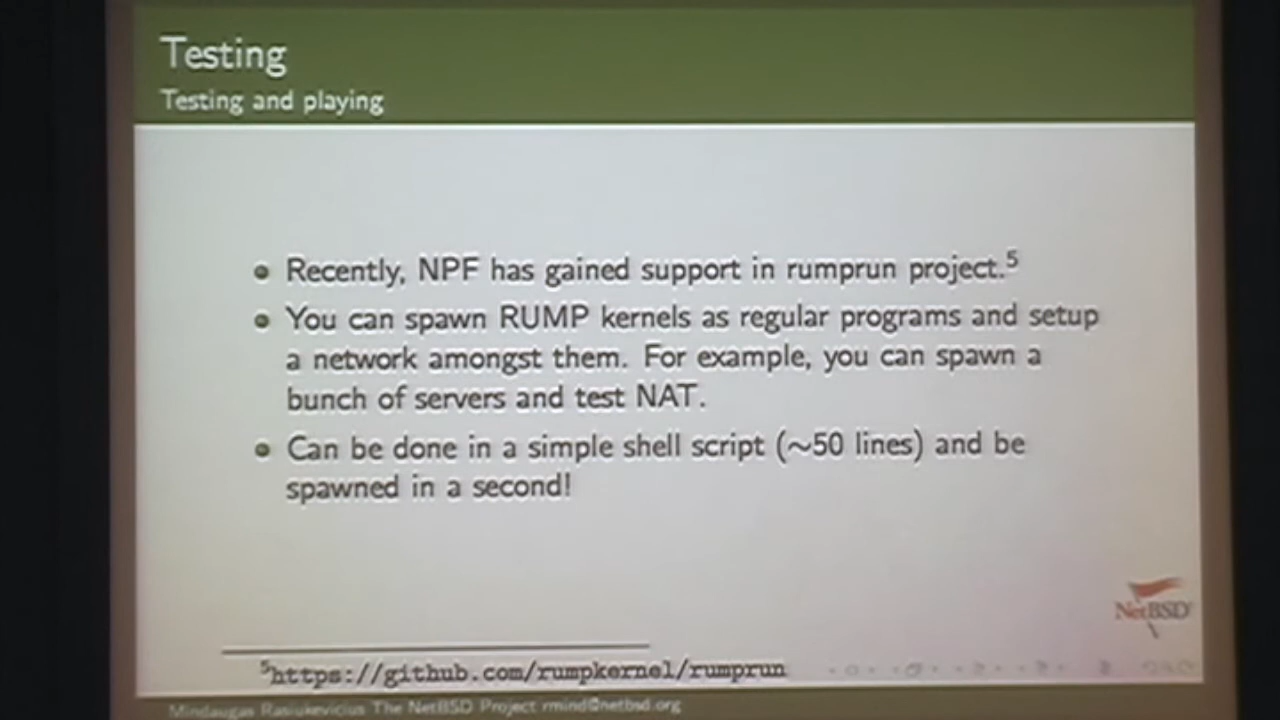 Testing
Testing and playing
Recently, NPF has gained support in rumprun project.5
You can spawn RUMP kernels as regular programs and setup
a network amongst them. For example, you can spawn a
bunch of servers and test NAT.
Can be done in a simple shell script (~50 lines) and be
spawned in a second!
NetBSD
5https://github.com/rumpkernel/rumprun
Mindaugas Rasiukevicius The NetBSD Project rmind@netbsd.org